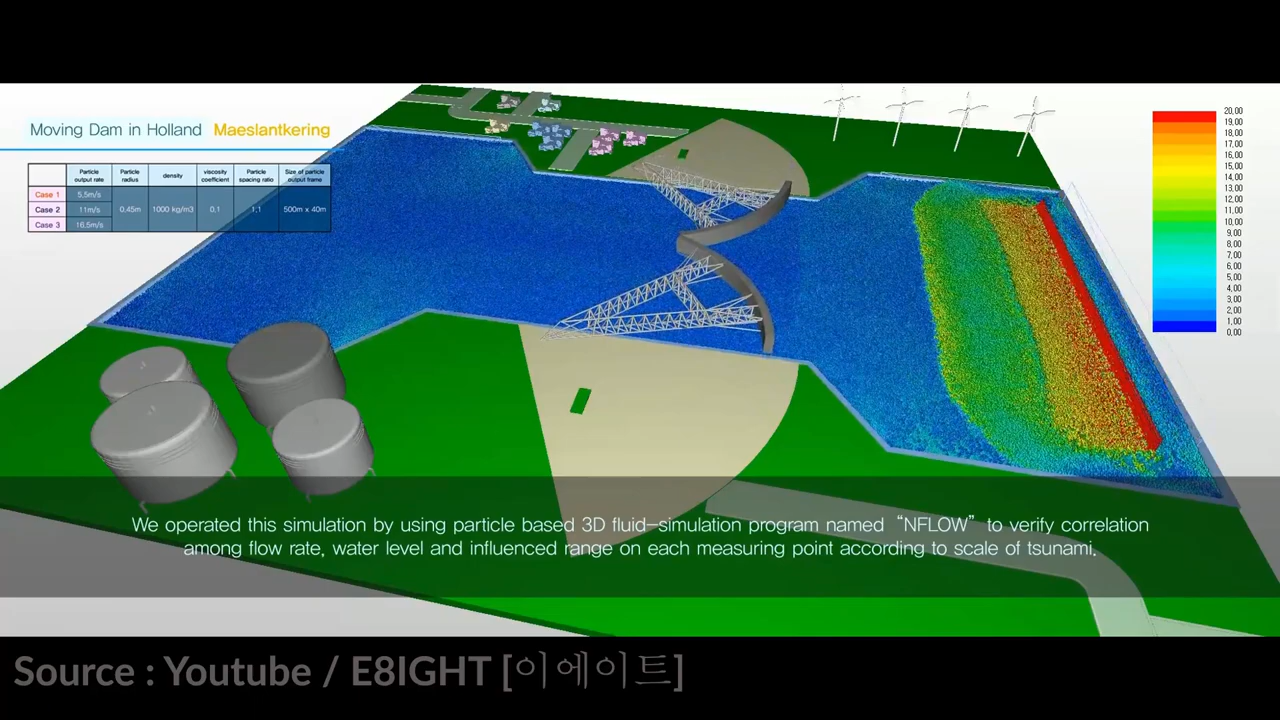 Moving Dam in Holland Maeslantkering
Particle output rate Particle radius density viscosity coefficient Particle spacing ratio Size of particle output frame
Case 1 5.5m/s
Case 2 11m/s 0.45m 1000 kg/m3 0.1 1.1 500m x 40m
Case 3 16.5m/s
20,00
19,00
18,00
17,00
16,00
15,00
14,00
13,00
12,00
11,00
10,00
9,00
8,00
7,00
6,00
5,00
4,00
3,00
2,00
1,00
0,00
We operated this simulation by using particle based 3D fluid-simulation program named “NFLOW” to verify correlation
among flow rate, water level and influenced range on each measuring point according to scale of tsunami.
Source : Youtube / E8IGHT [이에이트]